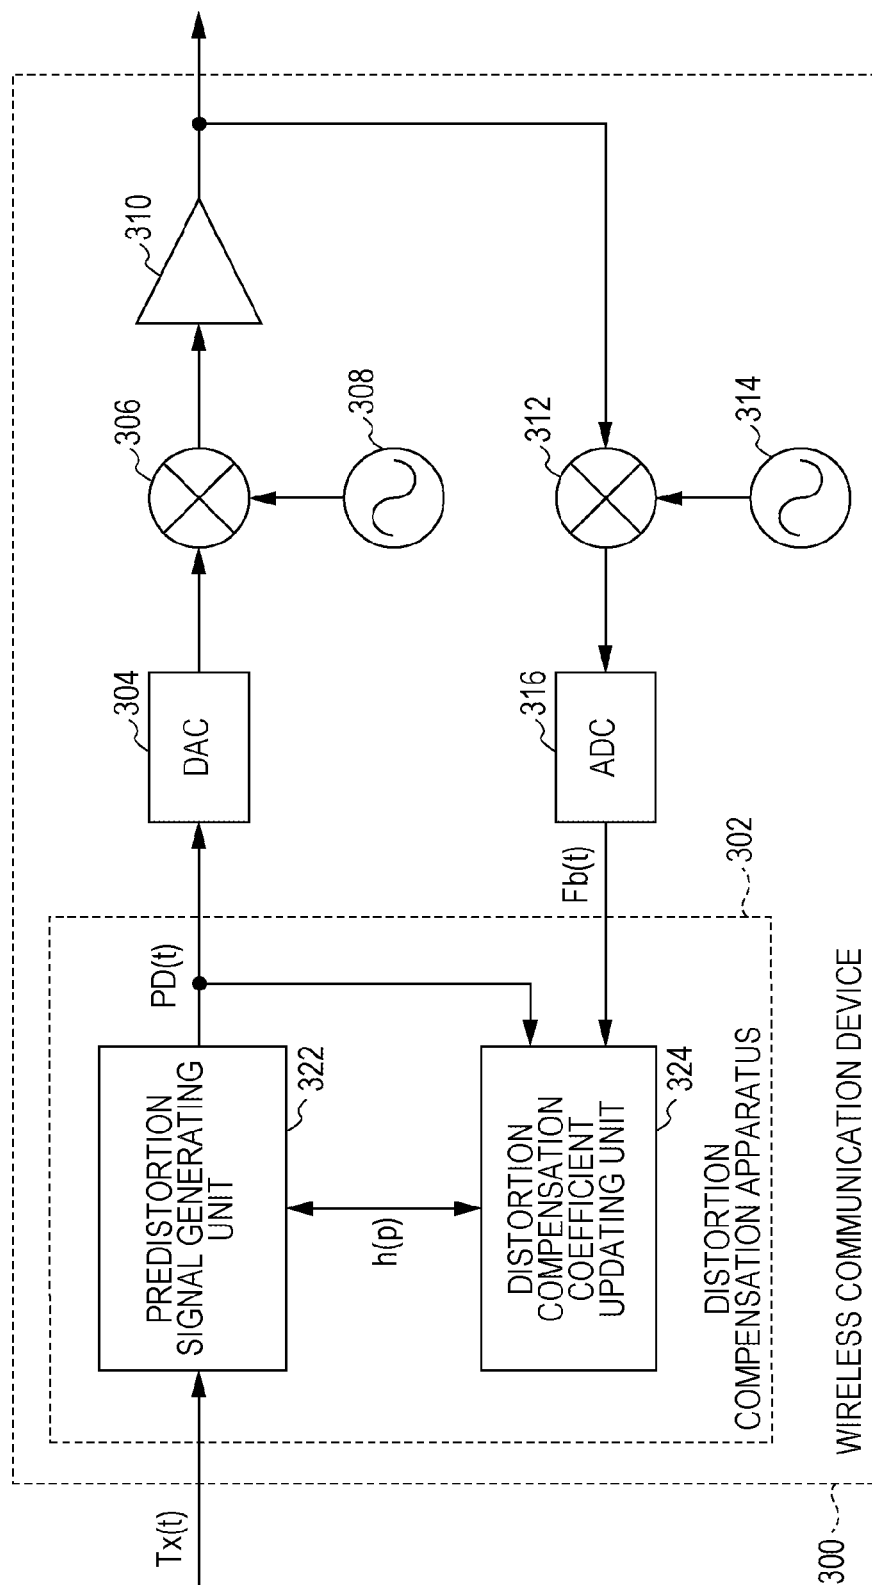 310
306
308
312
314
304
DAC
316
ADC
302
PD(t)
Fb(t)
PREDISTORTION
SIGNAL GENERATING
UNIT
322
h(p)
DISTORTION
COMPENSATION
COEFFICIENT
UPDATING UNIT
324
DISTORTION
COMPENSATION APPARATUS
WIRELESS COMMUNICATION DEVICE
Tx(t)
300